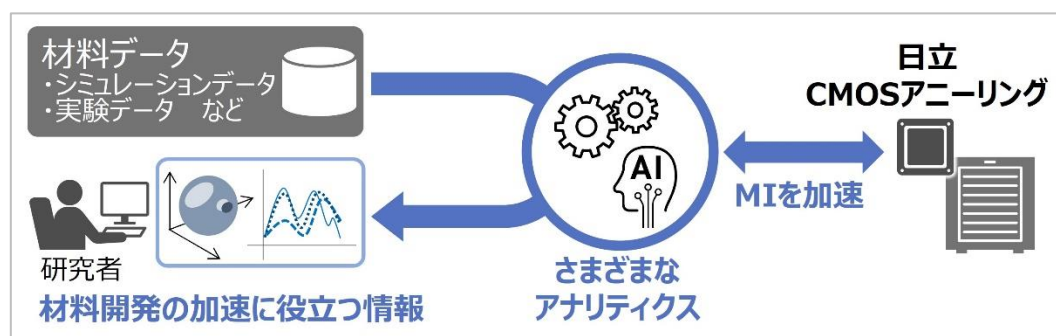 材料データ
・シミュレーションデータ
・実験データ など
研究者
材料開発の加速に役立つ情報
AI
さまざまな
アナリティクス
MIを加速
日立
CMOSアニーリング